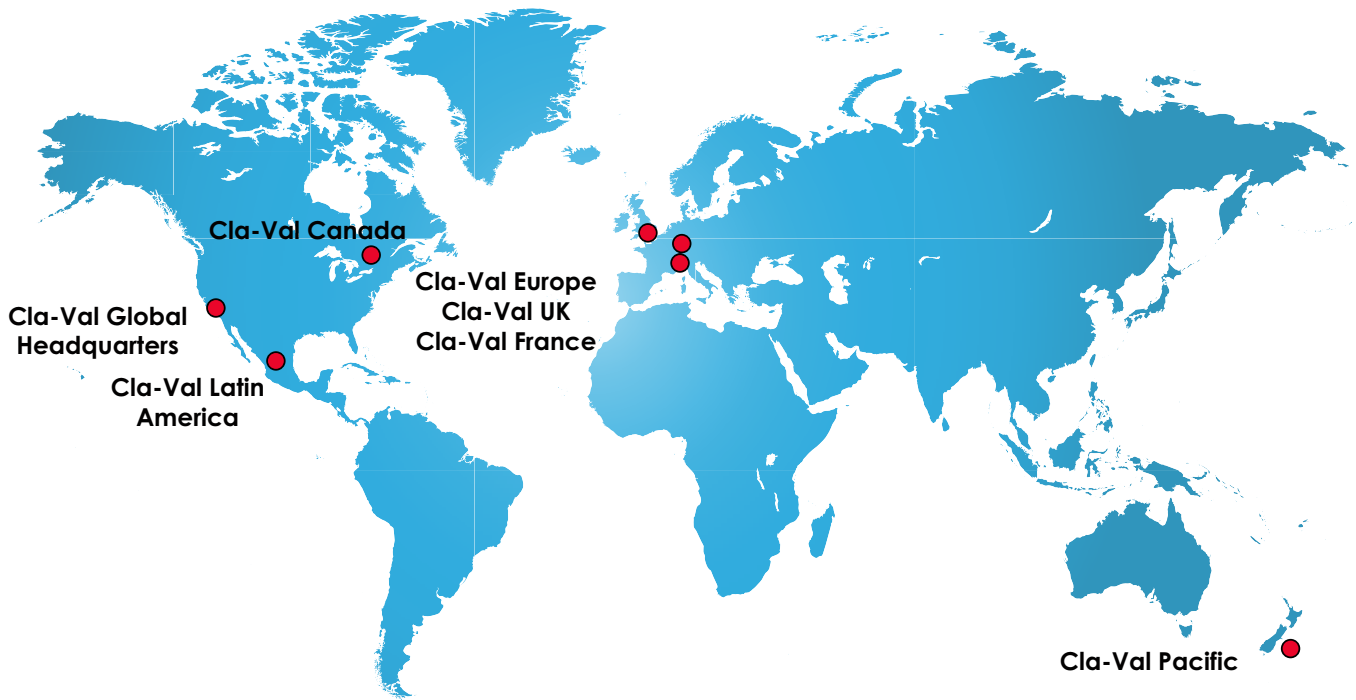 Cla-Val Canada
Cla-Val Global
Headquarters
Cla-Val Latin
America
Cla-Val Europe
Cla-Val UK
Cla-Val France
Cla-Val Pacific